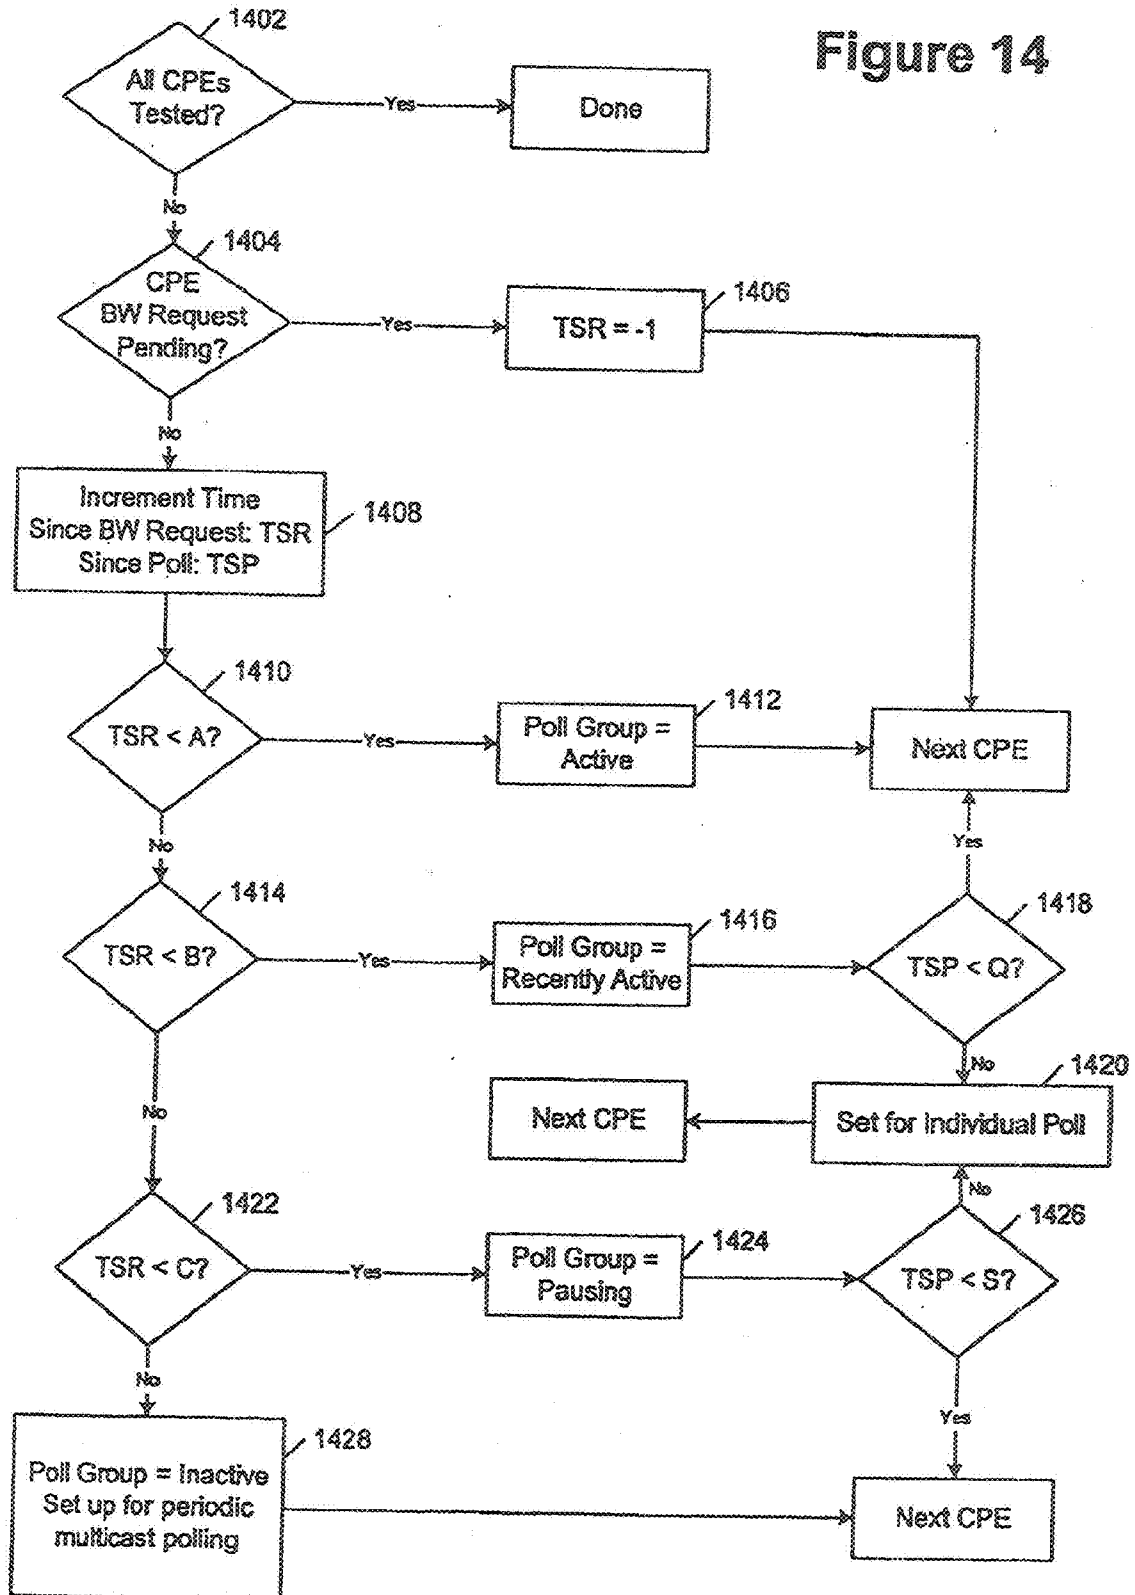 Figure 14
1402
All CPEs
Tested?
Yes
Done
No
1404
CPE
BW Request
Pending?
Yes
1406
TSR = -1
No
Increment Time
Since BW Request: TSR
Since Poll: TSP
1408
1410
TSR < A?
Yes
1412
Poll Group =
Active
Next CPE
No
Yes
1414
TSR < B?
Yes
1416
Poll Group =
Recently Active
1418
TSP < Q?
No
1420
Set for Individual Poll
Next CPE
No
No
1422
TSR < C?
Yes
1424
Poll Group =
Pausing
1426
TSP < S?
No
Yes
1428
Poll Group = Inactive
Set up for periodic
multicast polling
Next CPE